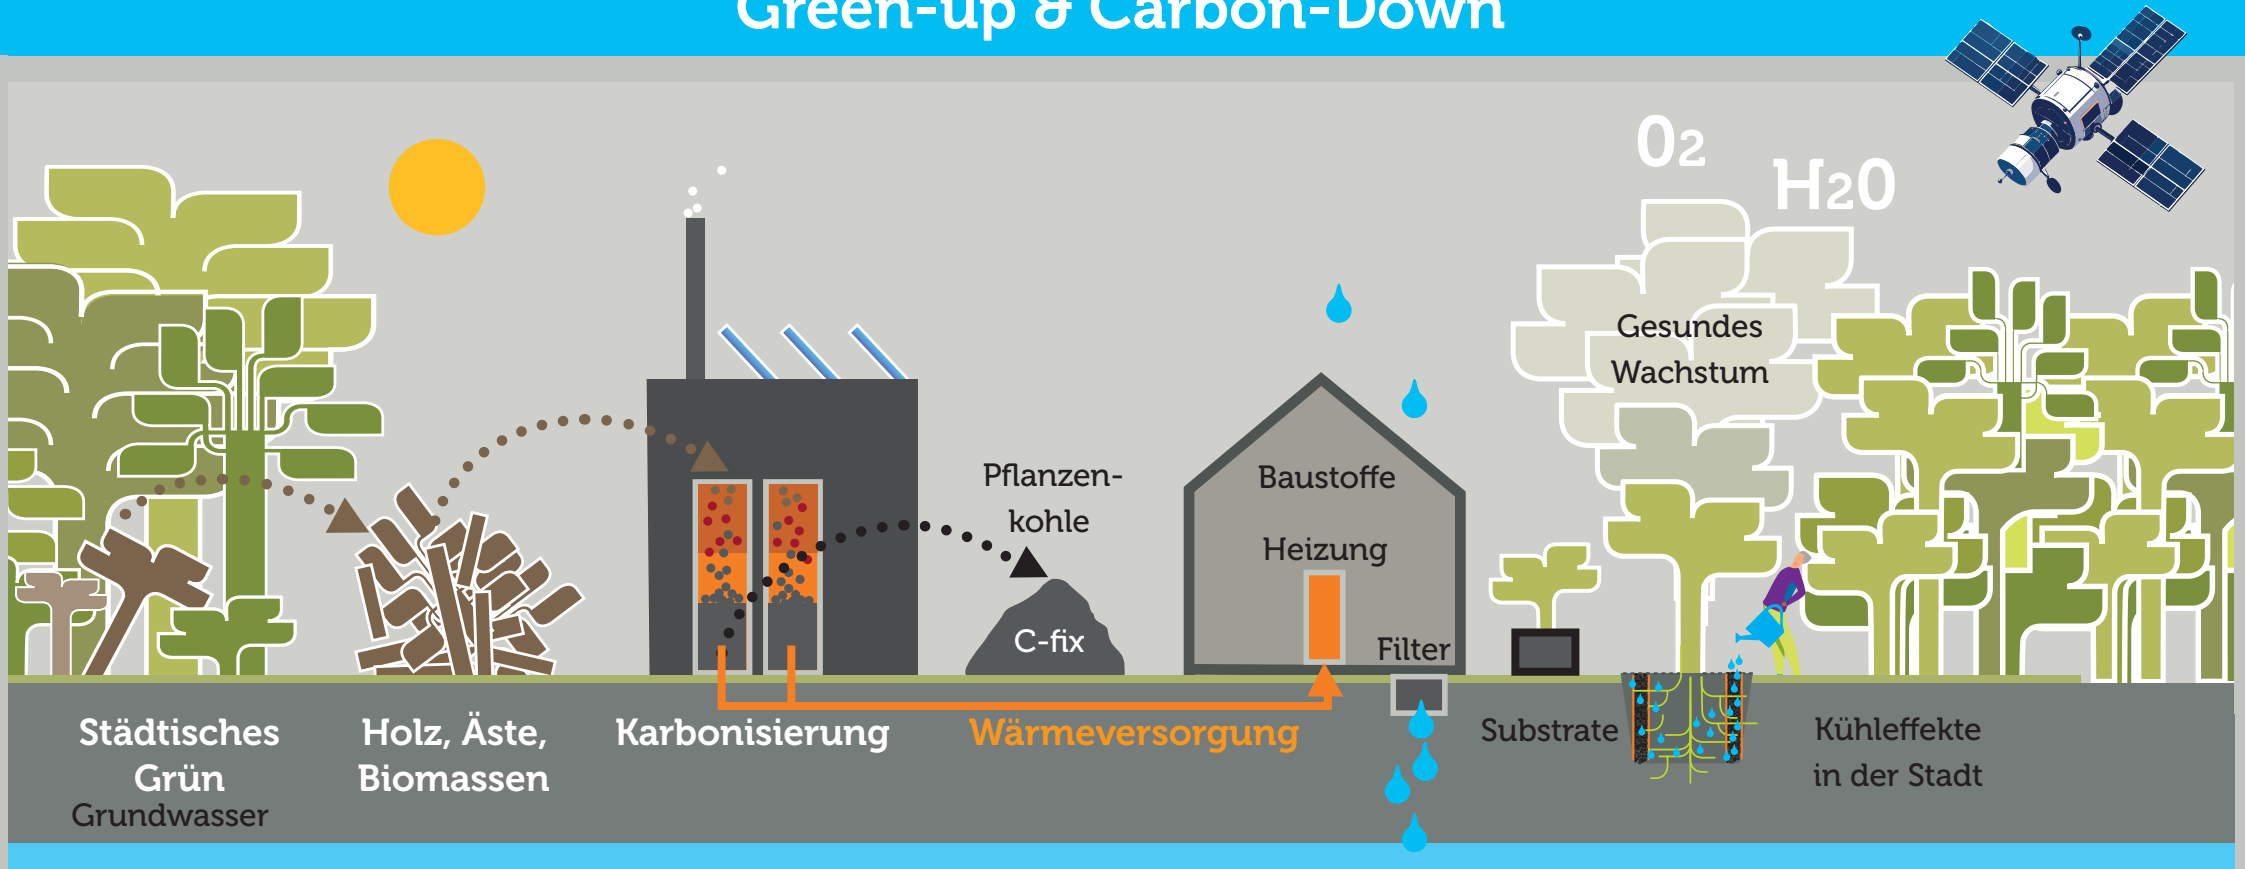 Green-up & Carbon-Down
O2
H2O
Gesundes
Wachstum
Pflanzen-
kohle
C-fix
Baustoffe
Heizung
Filter
Städtisches
Grün
Grundwasser
Holz, Äste,
Biomassen
Karbonisierung
Wärmeversorgung
Substrate
Kühleffekte
in der Stadt